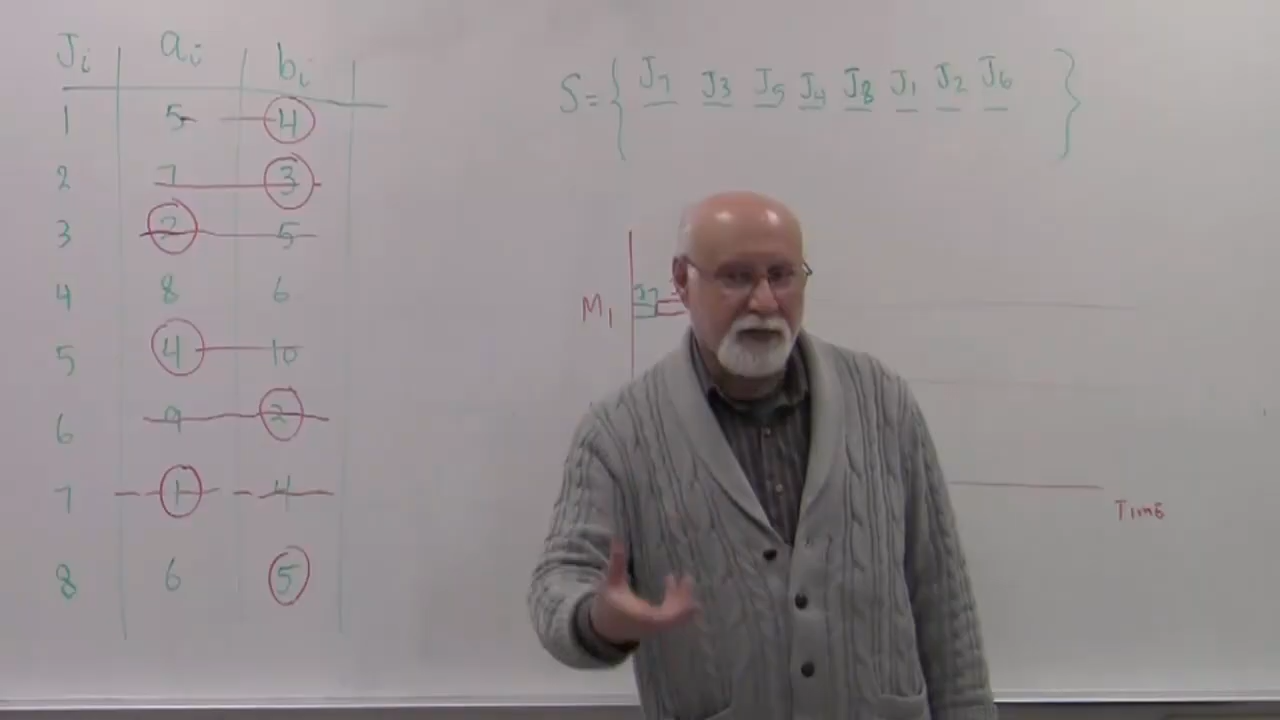 Ji ai bi
1 5 4
2 7 3
3 2 5
4 8 6
5 4 10
6 9 2
7 1 4
8 6 5
S = { J7 J3 J5 J4 J8 J1 J2 J6 }
M1 J7
Time